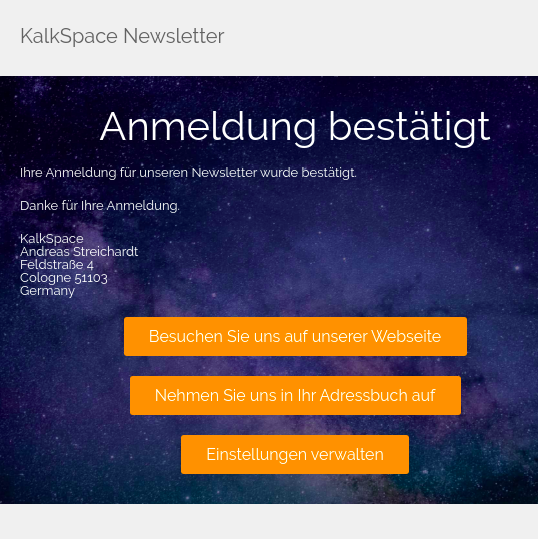 KalkSpace Newsletter
Anmeldung bestätigt
Ihre Anmeldung für unseren Newsletter wurde bestätigt.
Danke für Ihre Anmeldung.
KalkSpace
Andreas Streichardt
Feldstraße 4
Cologne 51103
Germany
Besuchen Sie uns auf unserer Webseite
Nehmen Sie uns in Ihr Adressbuch auf
Einstellungen verwalten